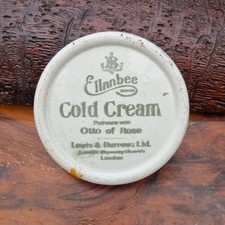 Ellanbee
Cold Cream
Perfumed with
Otto of Rose
Lewis & Burrows Ltd.
London